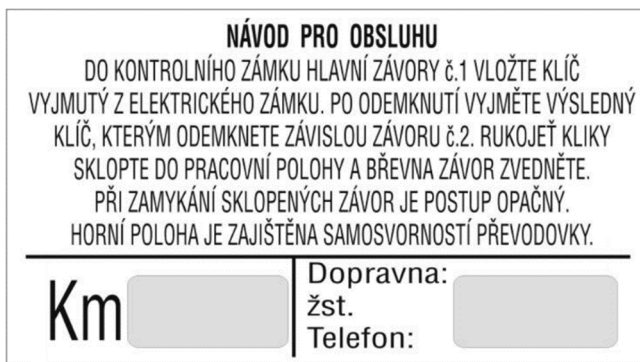 NÁVOD PRO OBSLUHU
DO KONTROLNÍHO ZÁMKU HLAVNÍ ZÁVORY č.1 VLOŽTE KLÍČ
VYJMUTÝ Z ELEKTRICKÉHO ZÁMKU. PO ODEMKNUTÍ VYJMĚTE VÝSLEDNÝ
KLÍČ, KTERÝM ODEMKNETE ZÁVISLOU ZÁVORU č.2. RUKOJEŤ KLIKY
SKLOPTE DO PRACOVNÍ POLOHY A BŘEVNA ZÁVOR ZVEDNĚTE.
PŘI ZAMYKÁNÍ SKLOPENÝCH ZÁVOR JE POSTUP OPAČNÝ.
HORNÍ POLOHA JE ZAJIŠTĚNA SAMOSVORNOSTÍ PŘEVODOVKY.
Km
Dopravna:
žst.
Telefon: